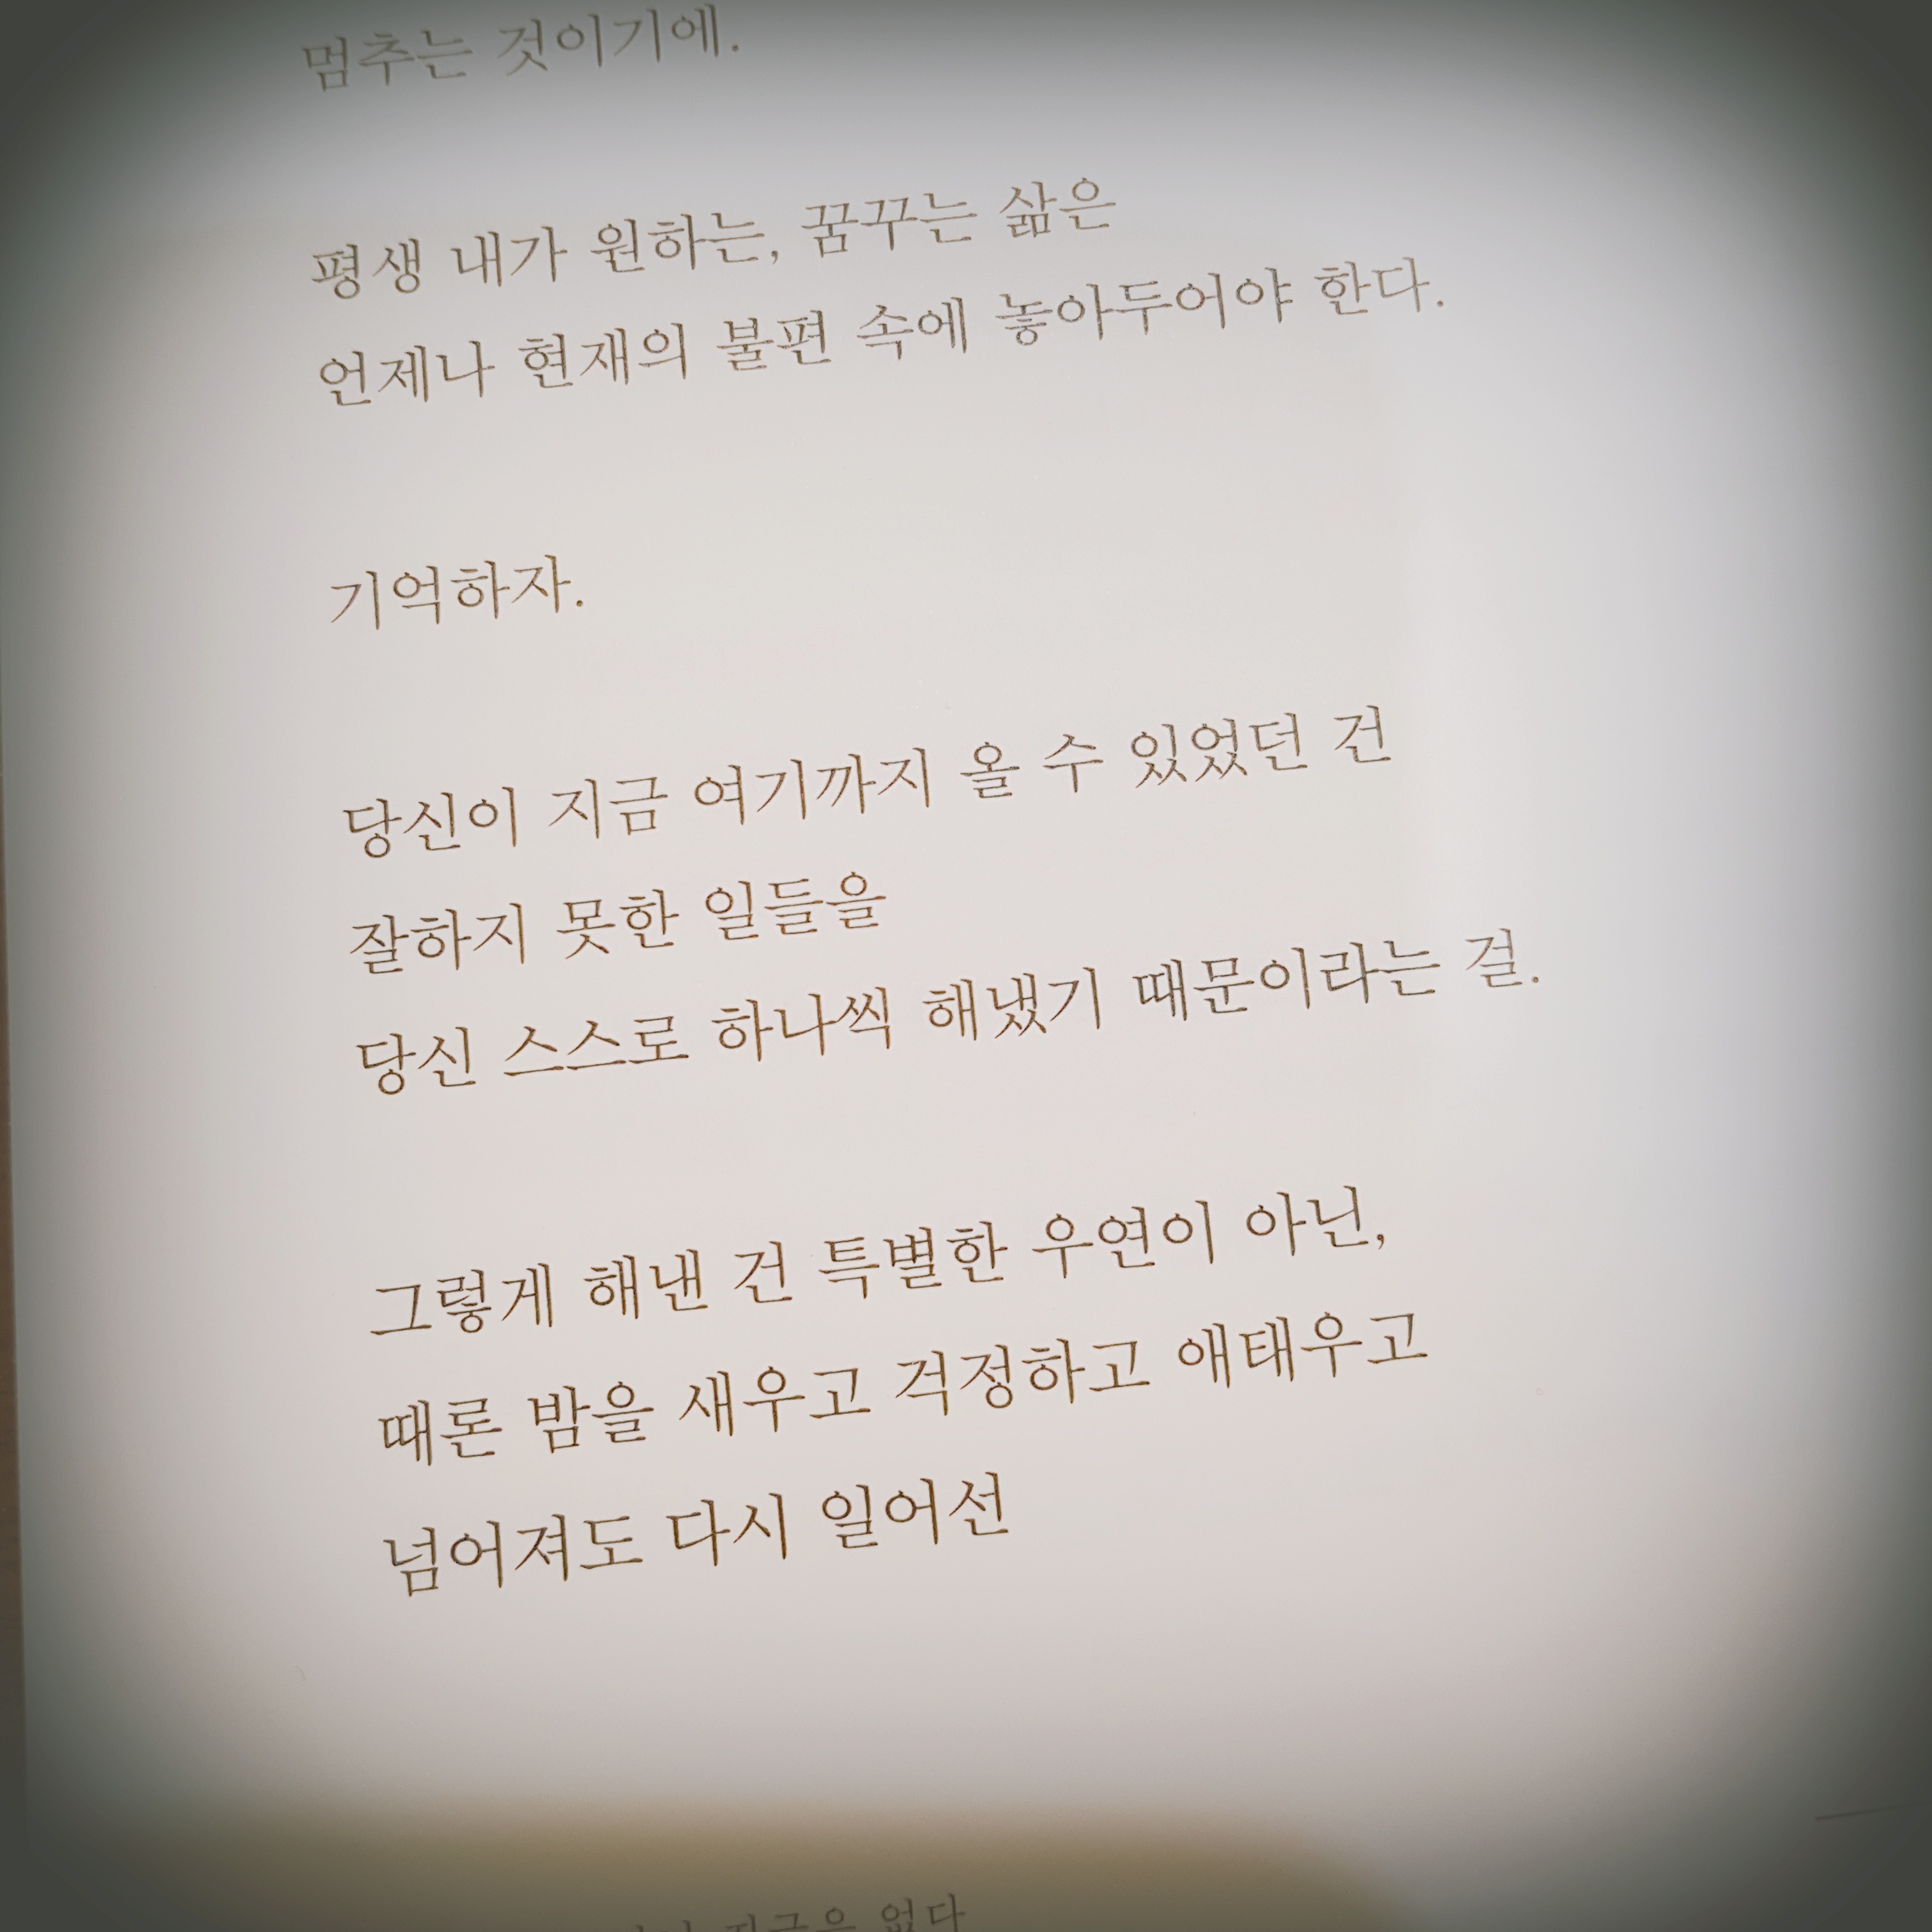 멈추는 것이기에.
평생 내가 원하는, 꿈꾸는 삶은
언제나 현재의 불편 속에 놓아두어야 한다.
기억하자.
당신이 지금 여기까지 올 수 있었던 건
잘하지 못한 일들을
당신 스스로 하나씩 해냈기 때문이라는 걸.
그렇게 해낸 건 특별한 우연이 아닌,
때론 밤을 새우고 걱정하고 애태우고
넘어져도 다시 일어선
지금은 없다